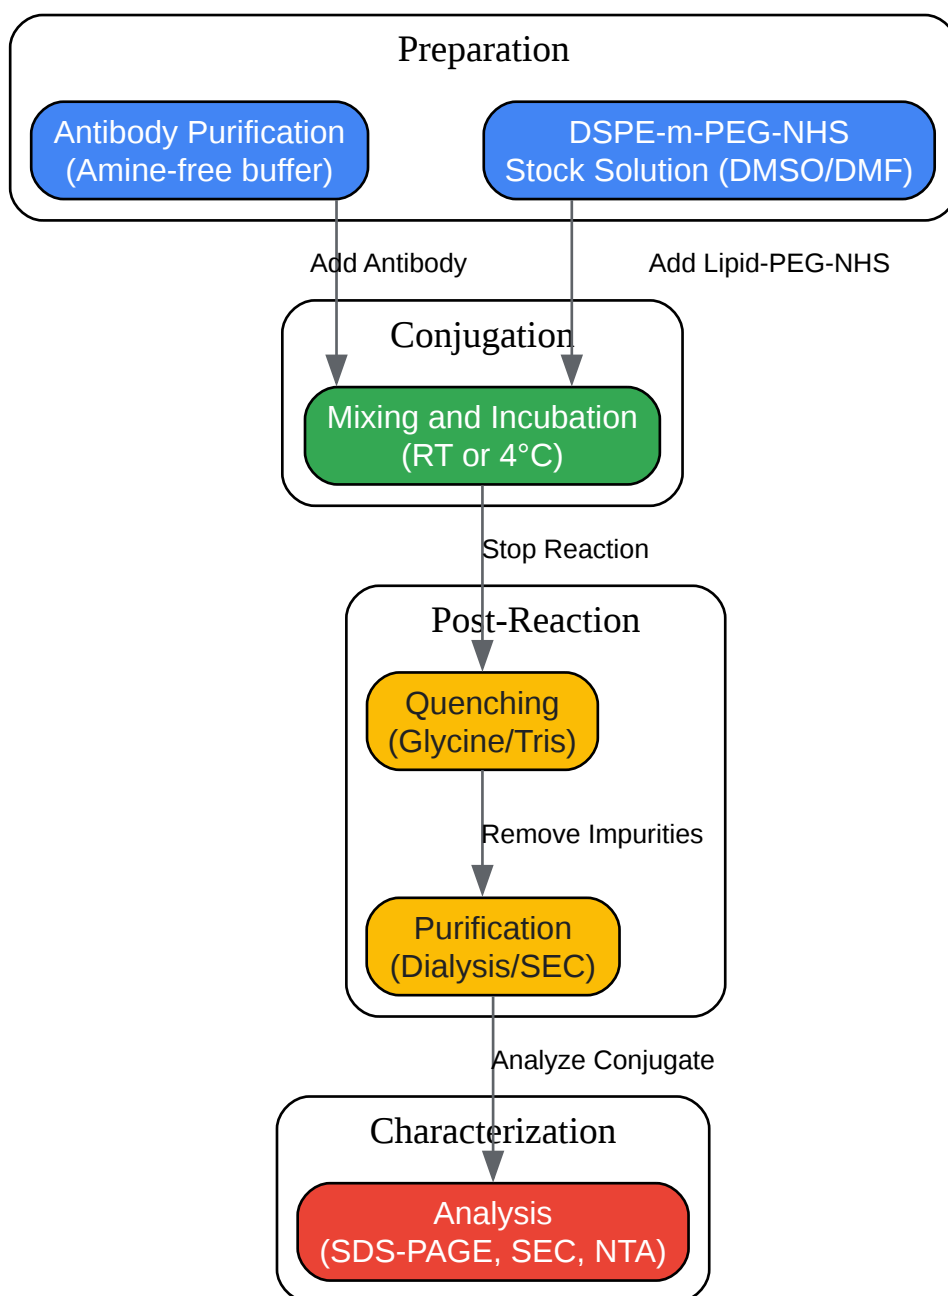 Preparation
Antibody Purification
(Amine-free buffer)
DSPE-m-PEG-NHS
Stock Solution (DMSO/DMF)
Add Antibody
Add Lipid-PEG-NHS
Conjugation
Mixing and Incubation
(RT or 4°C)
Stop Reaction
Post-Reaction
Quenching
(Glycine/Tris)
Remove Impurities
Purification
(Dialysis/SEC)
Analyze Conjugate
Characterization
Analysis
(SDS-PAGE, SEC, NTA)